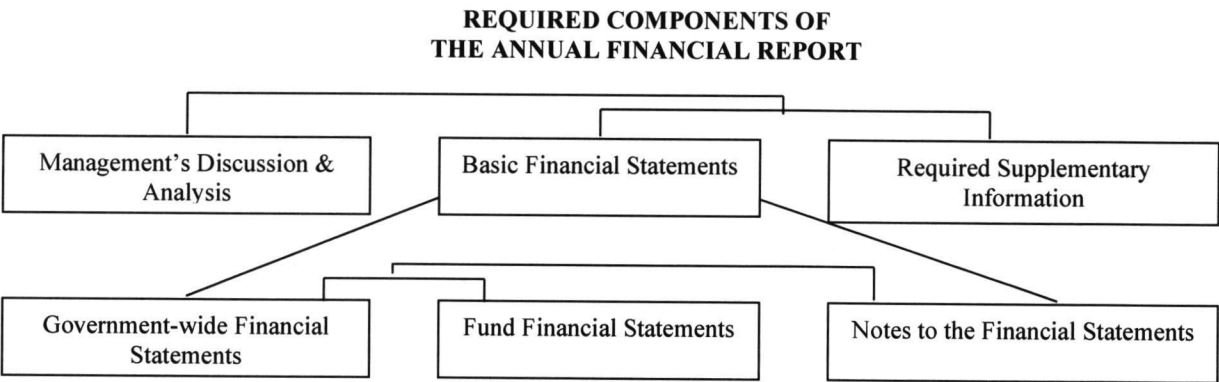 REQUIRED COMPONENTS OF
THE ANNUAL FINANCIAL REPORT
Management’s Discussion &
Analysis
Basic Financial Statements
Required Supplementary
Information
Government-wide Financial
Statements
Fund Financial Statements
Notes to the Financial Statements